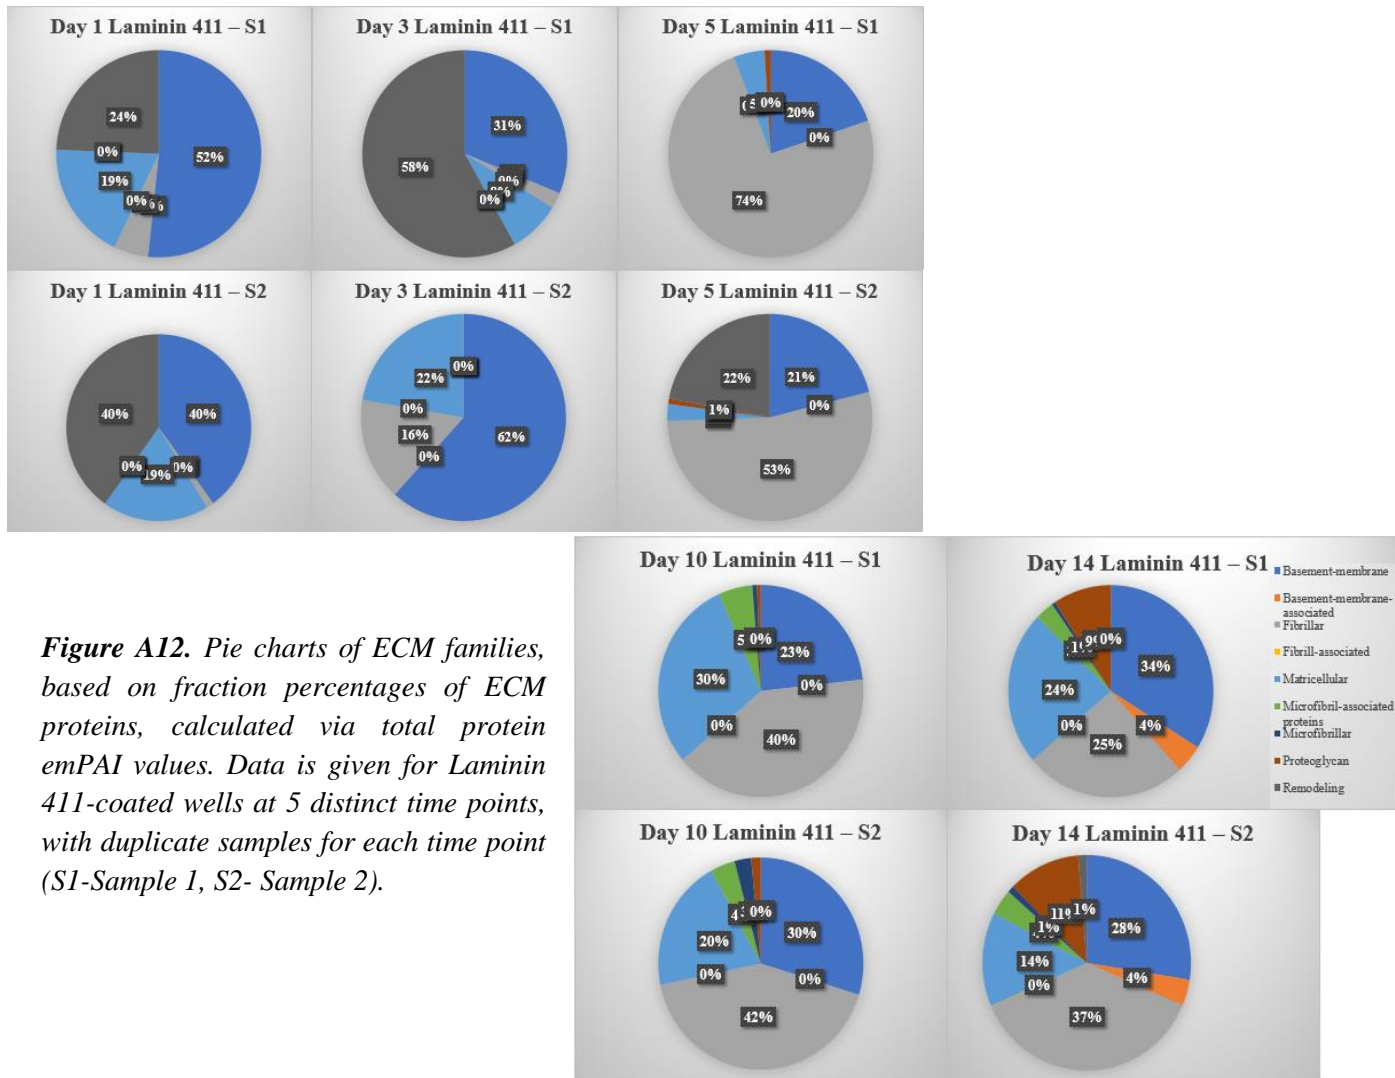 Day 1 Laminin 411 – S1
24%
0%
19%
0%
52%
Day 3 Laminin 411 – S1
31%
58%
0%
0%
Day 5 Laminin 411 – S1
0%
20%
0%
74%
Day 1 Laminin 411 – S2
40%
40%
0%
19%
0%
Day 3 Laminin 411 – S2
0%
22%
0%
16%
0%
62%
Day 5 Laminin 411 – S2
22%
21%
1%
0%
53%
Figure A12. Pie charts of ECM families,
based on fraction percentages of ECM
proteins, calculated via total protein
emPAI values. Data is given for Laminin
411-coated wells at 5 distinct time points,
with duplicate samples for each time point
(S1-Sample 1, S2- Sample 2).
Day 10 Laminin 411 – S1
5
0%
23%
30%
0%
0%
40%
Day 14 Laminin 411 – S1
0%
34%
24%
0%
4%
25%
Basement-membrane
Basement-membrane-
associated
Fibrillar
Fibrill-associated
Matricellular
Microfibril-associated
proteins
Microfibrillar
Proteoglycan
Remodeling
Day 10 Laminin 411 – S2
4
0%
30%
20%
0%
0%
42%
Day 14 Laminin 411 – S2
11%
1%
1%
28%
14%
0%
4%
37%